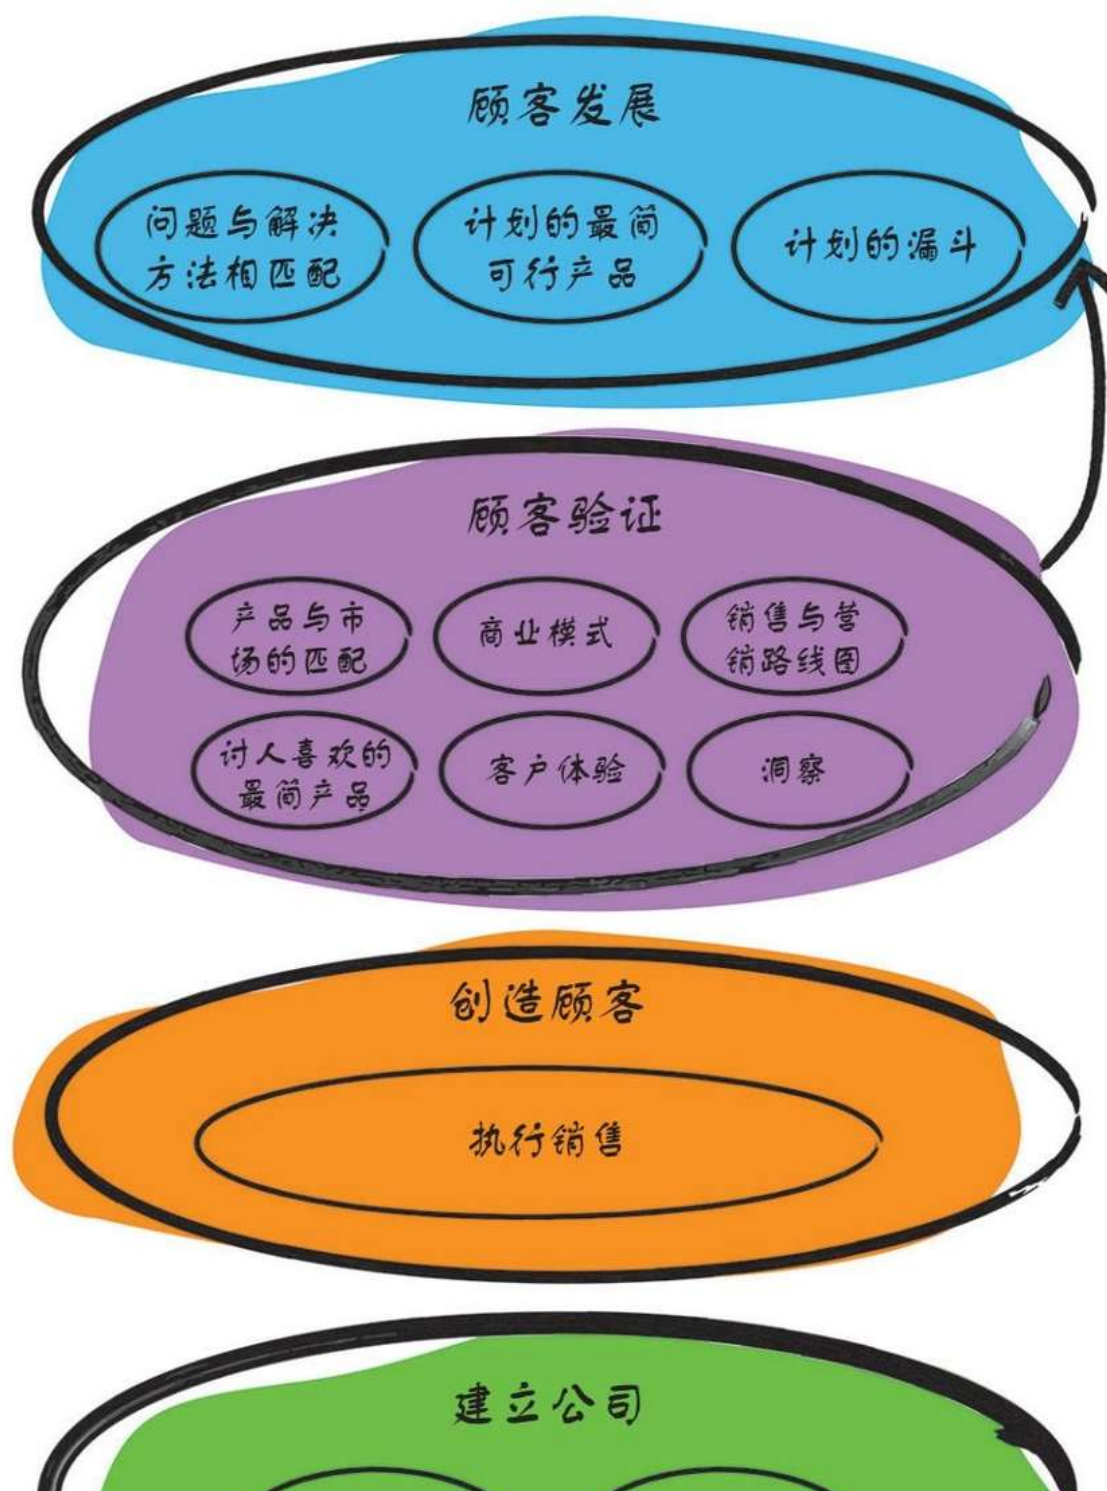 顾客发展
问题与解决
方法相匹配
计划的最简
可行产品
计划的漏斗
顾客验证
产品与市
场的匹配
商业模式
销售与营
销路线图
讨人喜欢的
最简产品
客户体验
洞察
创造顾客
执行销售
建立公司